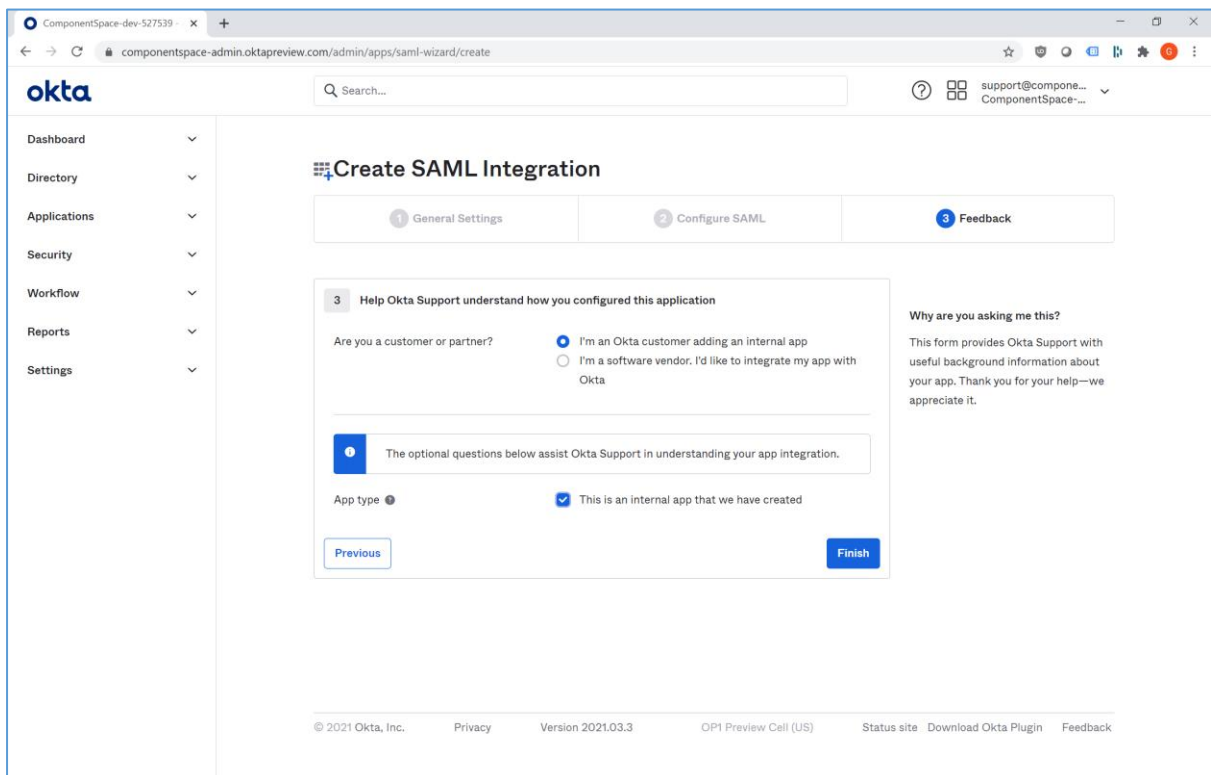 ComponentSpace-dev-527539 -
componentspace-admin.oktapreview.com/admin/apps/saml-wizard/create
G
okta
Search...
support@compone...
ComponentSpace-...
Dashboard
Directory
Applications
Security
Workflow
Reports
Settings
Create SAML Integration
1 General Settings
2 Configure SAML
3 Feedback
3 Help Okta Support understand how you configured this application
Are you a customer or partner?
I'm an Okta customer adding an internal app
I'm a software vendor. I'd like to integrate my app with
Okta
The optional questions below assist Okta Support in understanding your app integration.
App type
This is an internal app that we have created
Previous
Finish
Why are you asking me this?
This form provides Okta Support with
useful background information about
your app. Thank you for your help—we
appreciate it.
© 2021 Okta, Inc. Privacy Version 2021.03.3 OP1 Preview Cell (US) Status site Download Okta Plugin Feedback